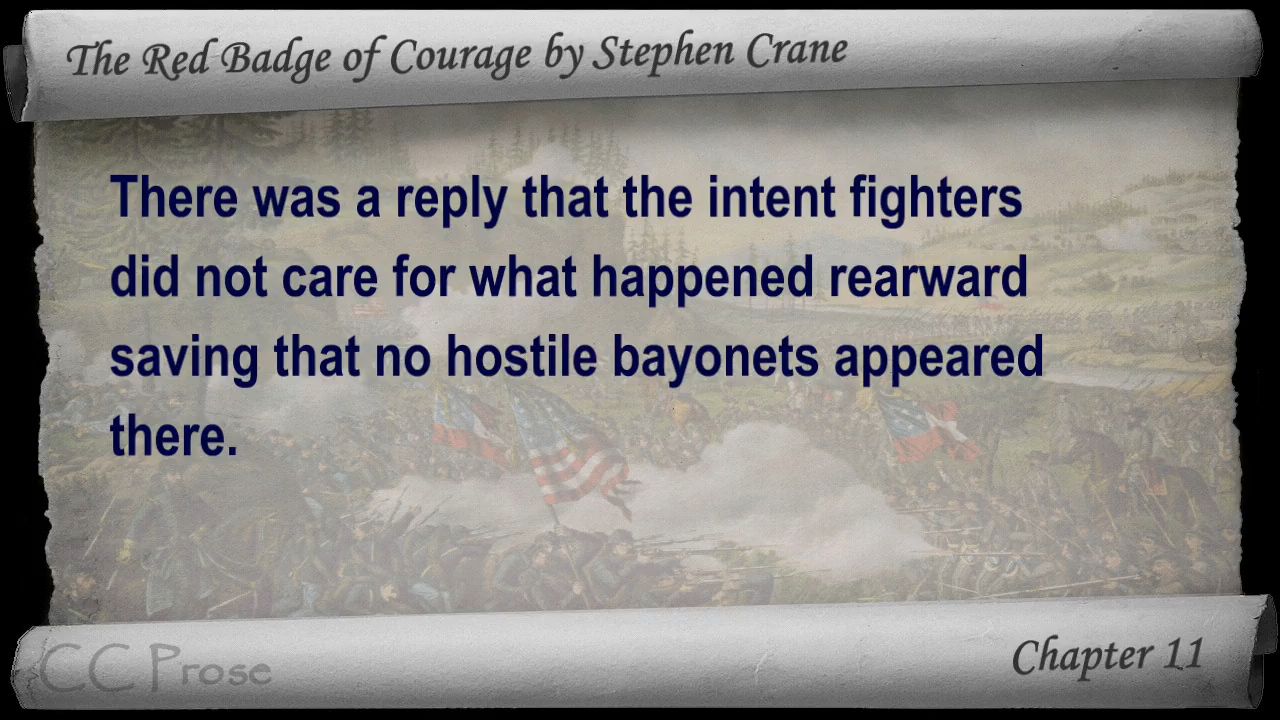 The Red Badge of Courage by Stephen Crane
There was a reply that the intent fighters
did not care for what happened rearward
saving that no hostile bayonets appeared
there.
CC Prose
Chapter 11